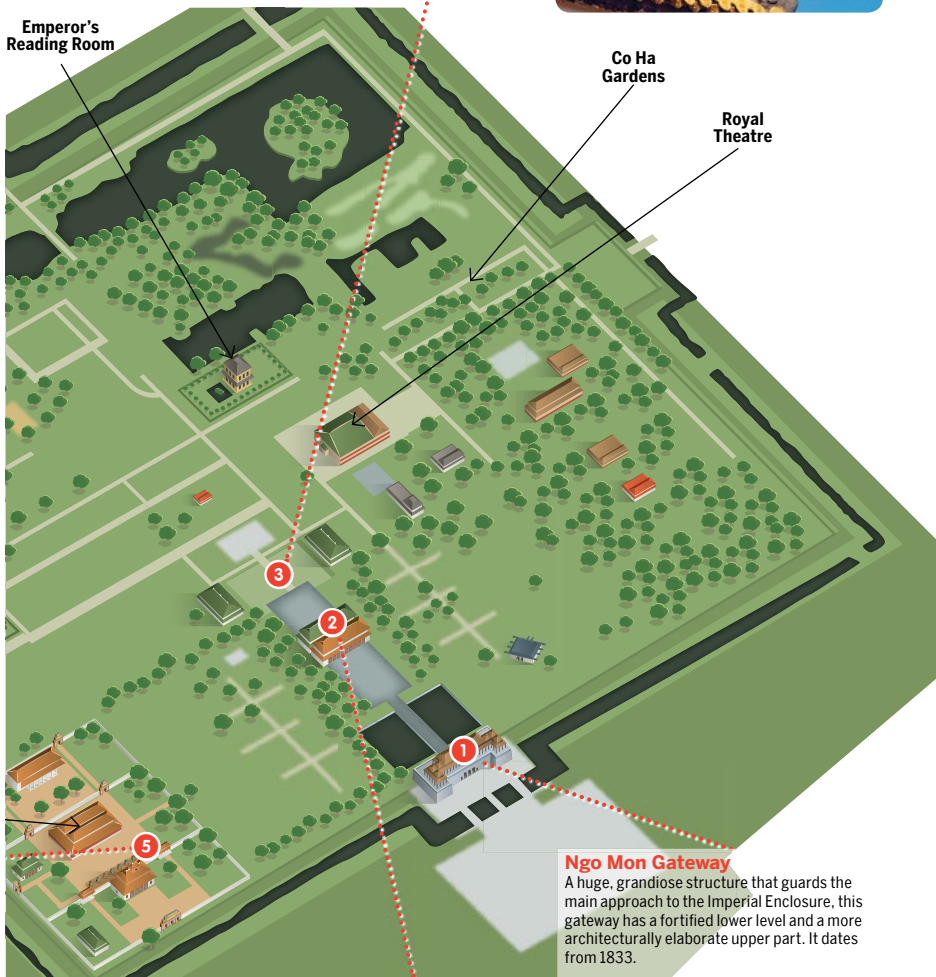 Emperor's
Reading Room
Co Ha
Gardens
Royal
Theatre
3
2
1
5
Ngo Mon Gateway
A huge, grandiose structure that guards the
main approach to the Imperial Enclosure, this
gateway has a fortified lower level and a more
architecturally elaborate upper part. It dates
from 1833.